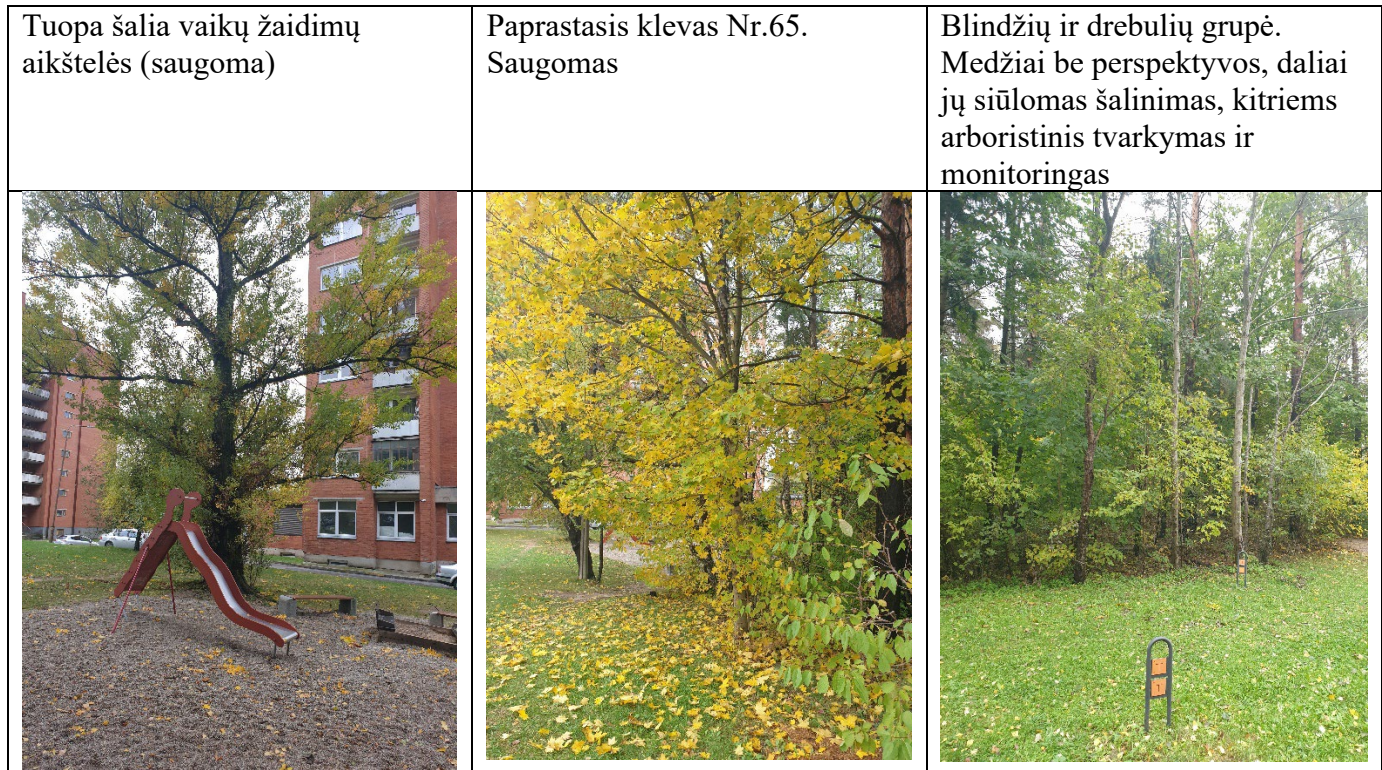 Tuopa šalia vaikų žaidimų
aikštelės (saugoma)
Paprastasis klevas Nr.65.
Saugomas
Blindžių ir drebulių grupė.
Medžiai be perspektyvos, daliai
jų siūlomas šalinimas, kitriems
arboristinis tvarkymas ir
monitoringas
1